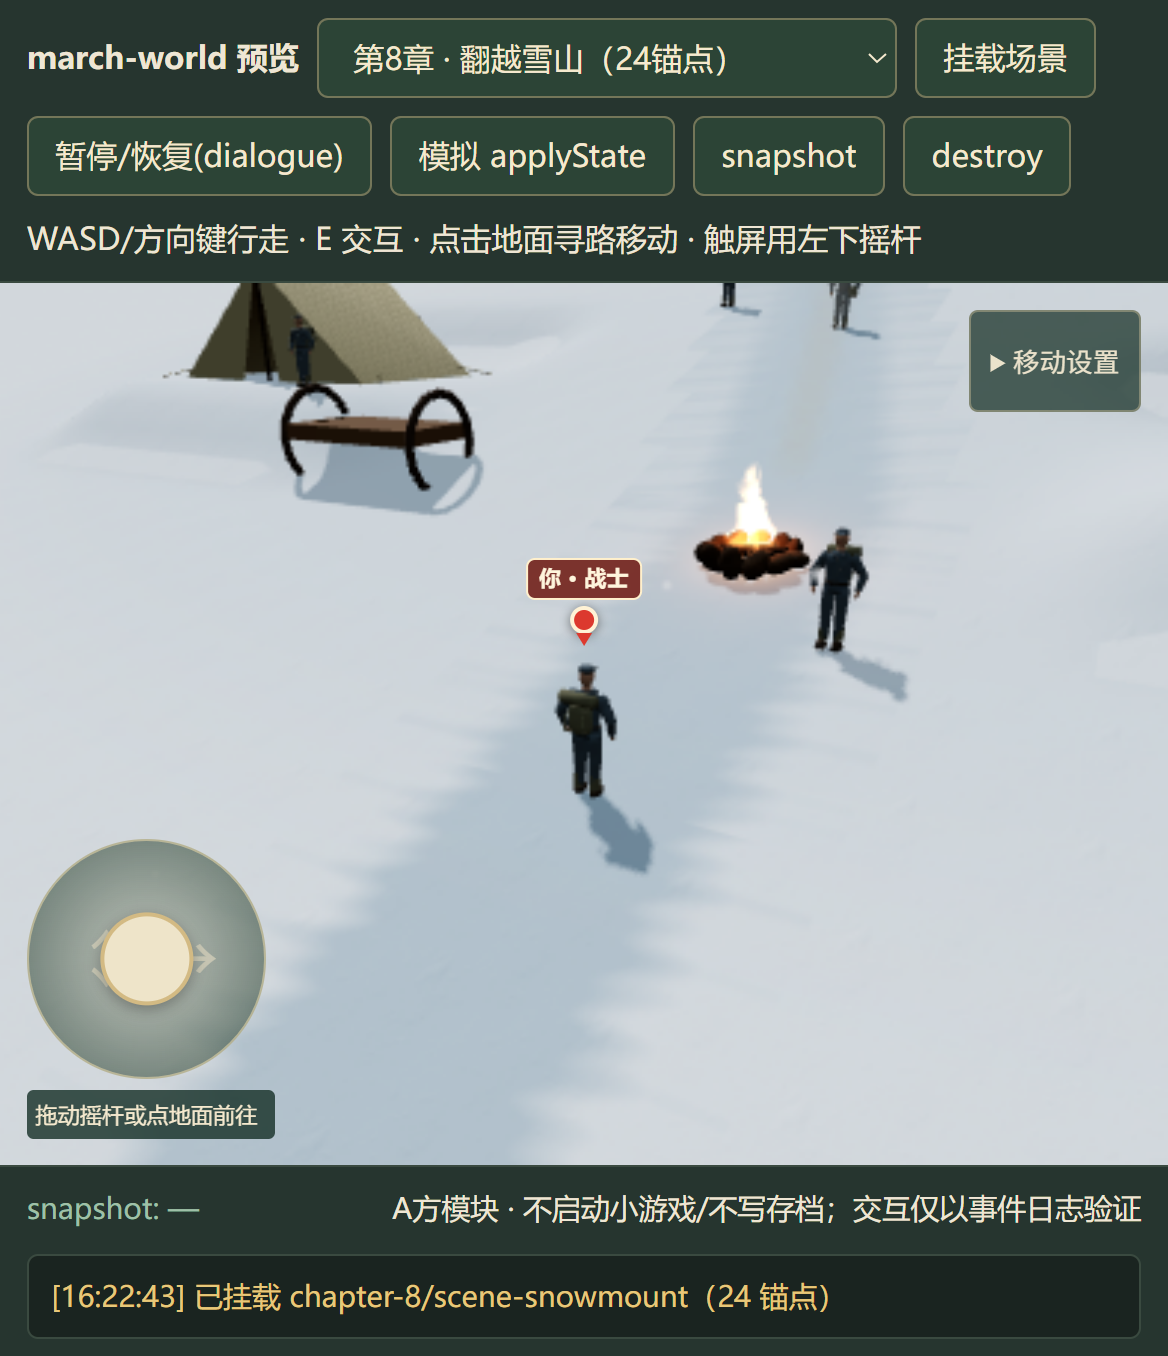 march-world 预览
第8章 · 翻越雪山（24锚点）
挂载场景
暂停/恢复(dialogue)
模拟 applyState
snapshot
destroy
WASD/方向键行走 · E 交互 · 点击地面寻路移动 · 触屏用左下摇杆
▶ 移动设置
你・战士
拖动摇杆或点地面前往
snapshot: —
A方模块 · 不启动小游戏/不写存档；交互仅以事件日志验证
[16:22:43] 已挂载 chapter-8/scene-snowmount（24 锚点）